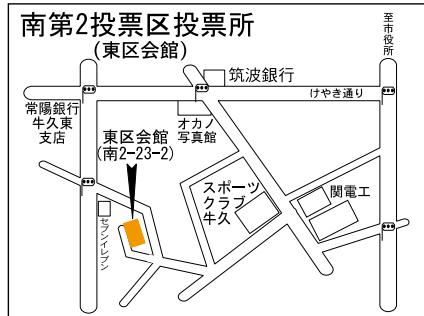 南第2投票区投票所
(東区会館)
至市役所
筑波銀行
けやき通り
常陽銀行
牛久東
支店
オカノ
写真館
東区会館
(南2-23-2)
スポーツ
クラブ
牛久
関電工
セブンイレブン